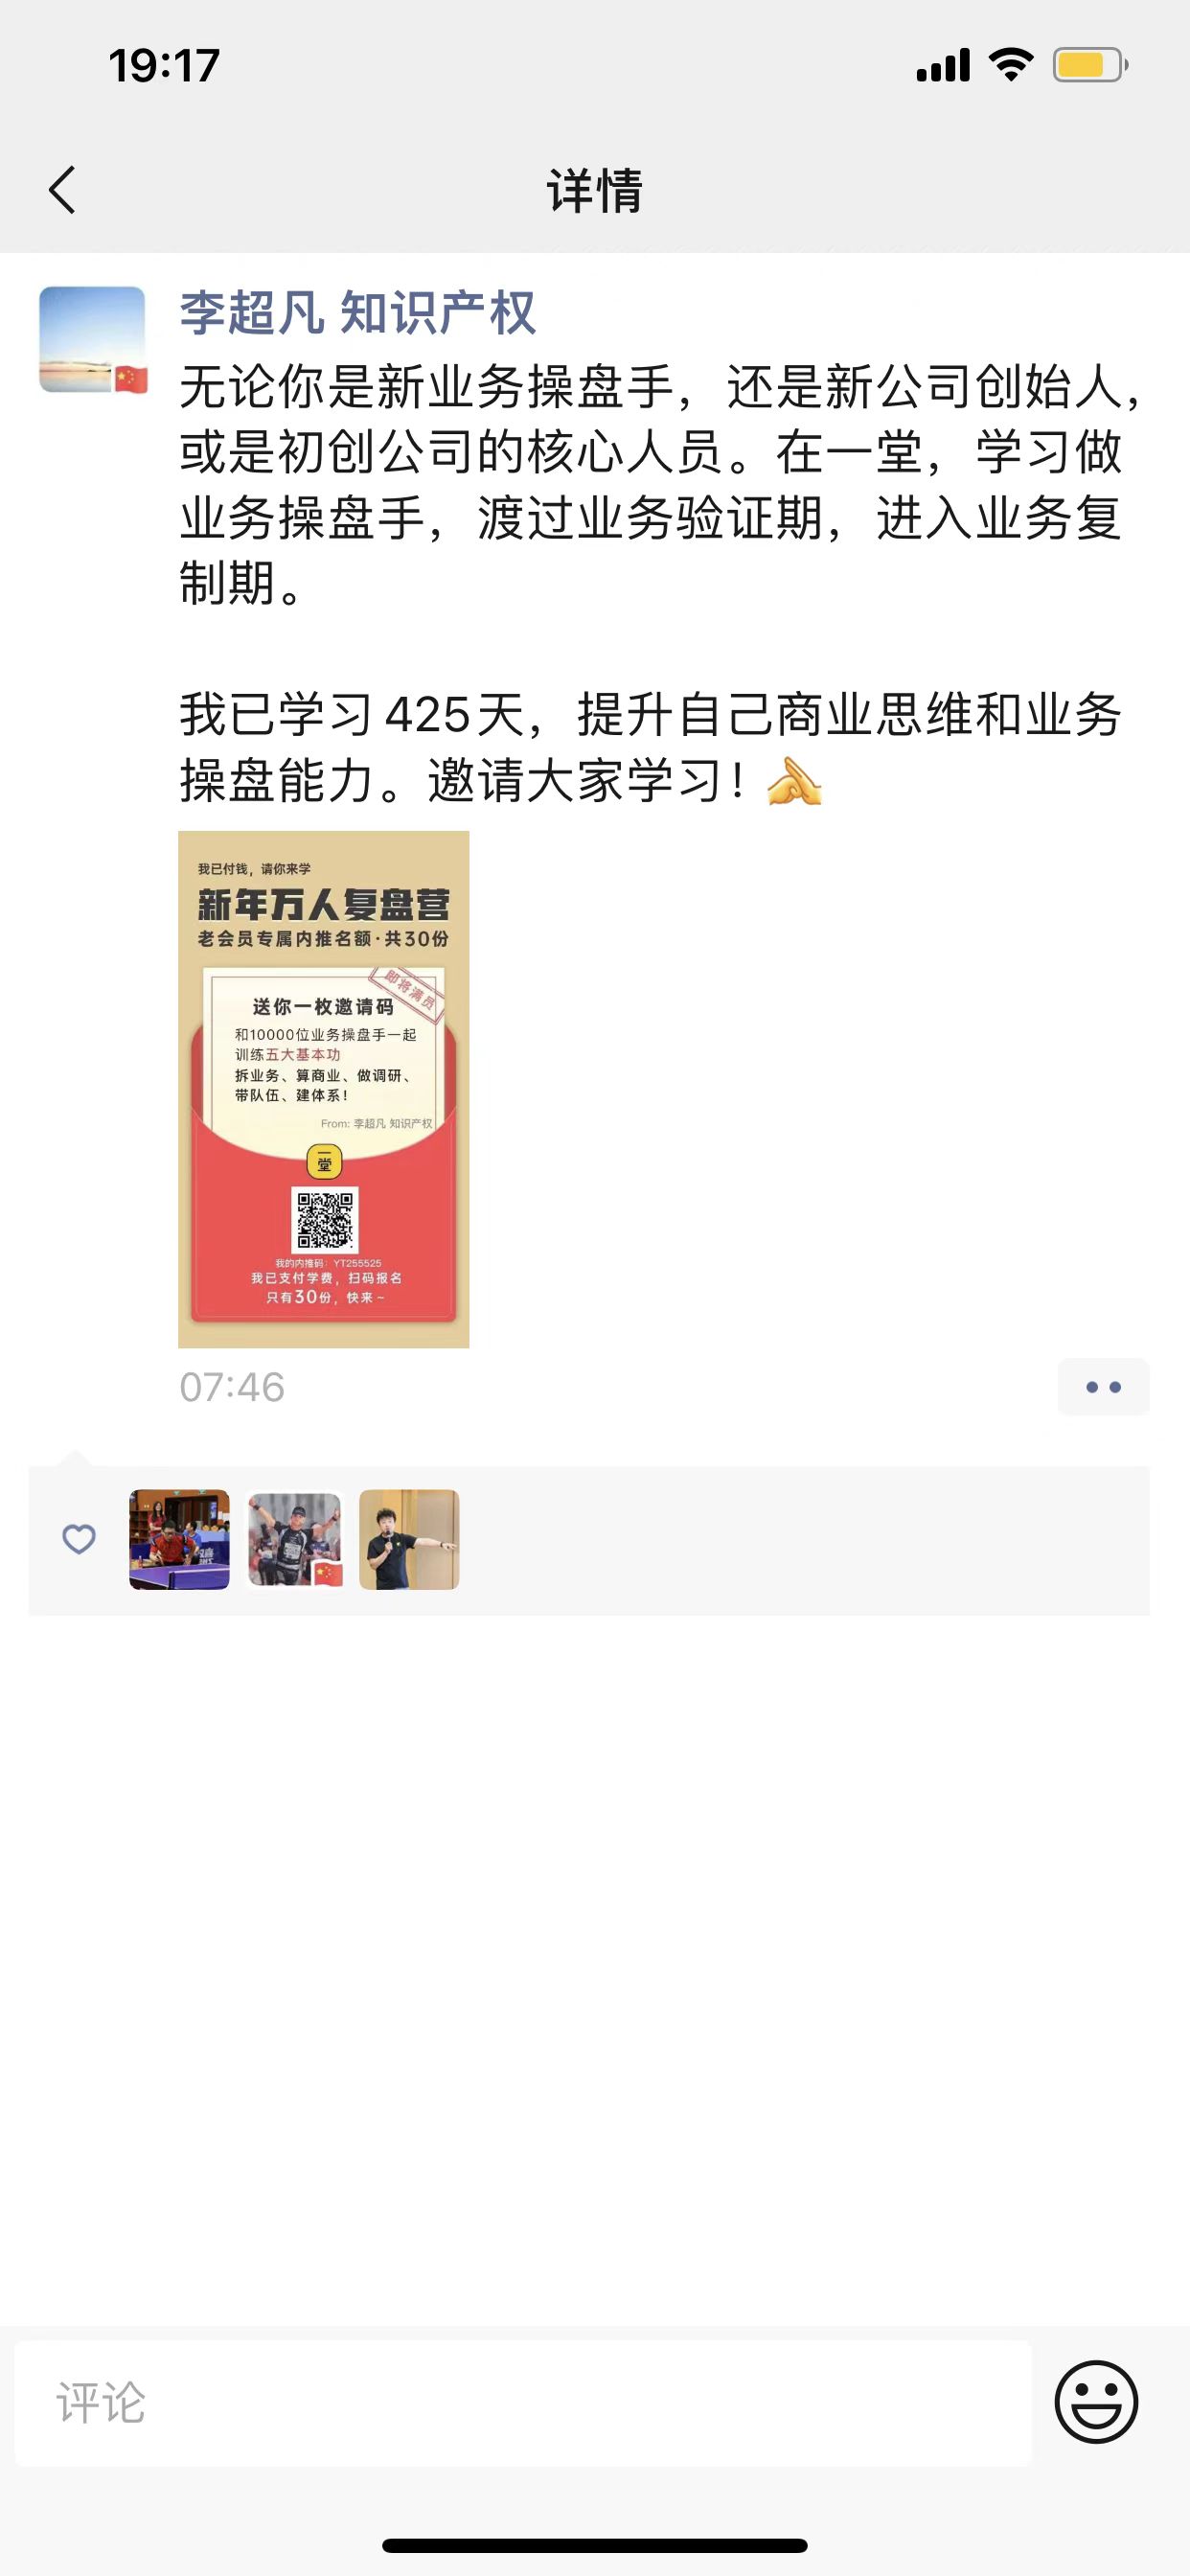 19:17
详情
李超凡 知识产权
无论你是新业务操盘手，还是新公司创始人，
或是初创公司的核心人员。在一堂，学习做
业务操盘手，渡过业务验证期，进入业务复
制期。
我已学习425天，提升自己商业思维和业务
操盘能力。邀请大家学习！
我已付钱，请你来学
新年万人复盘营
老会员专属内推名额·共30份
即将满员
送你一枚邀请码
和10000位业务操盘手一起
训练五大基本功
拆业务、算商业、做调研、
带队伍、建体系！
From: 李超凡 知识产权
一堂
我的内推码：YT255525
我已支付学费，扫码报名
只有30份，快来~
07:46
评论